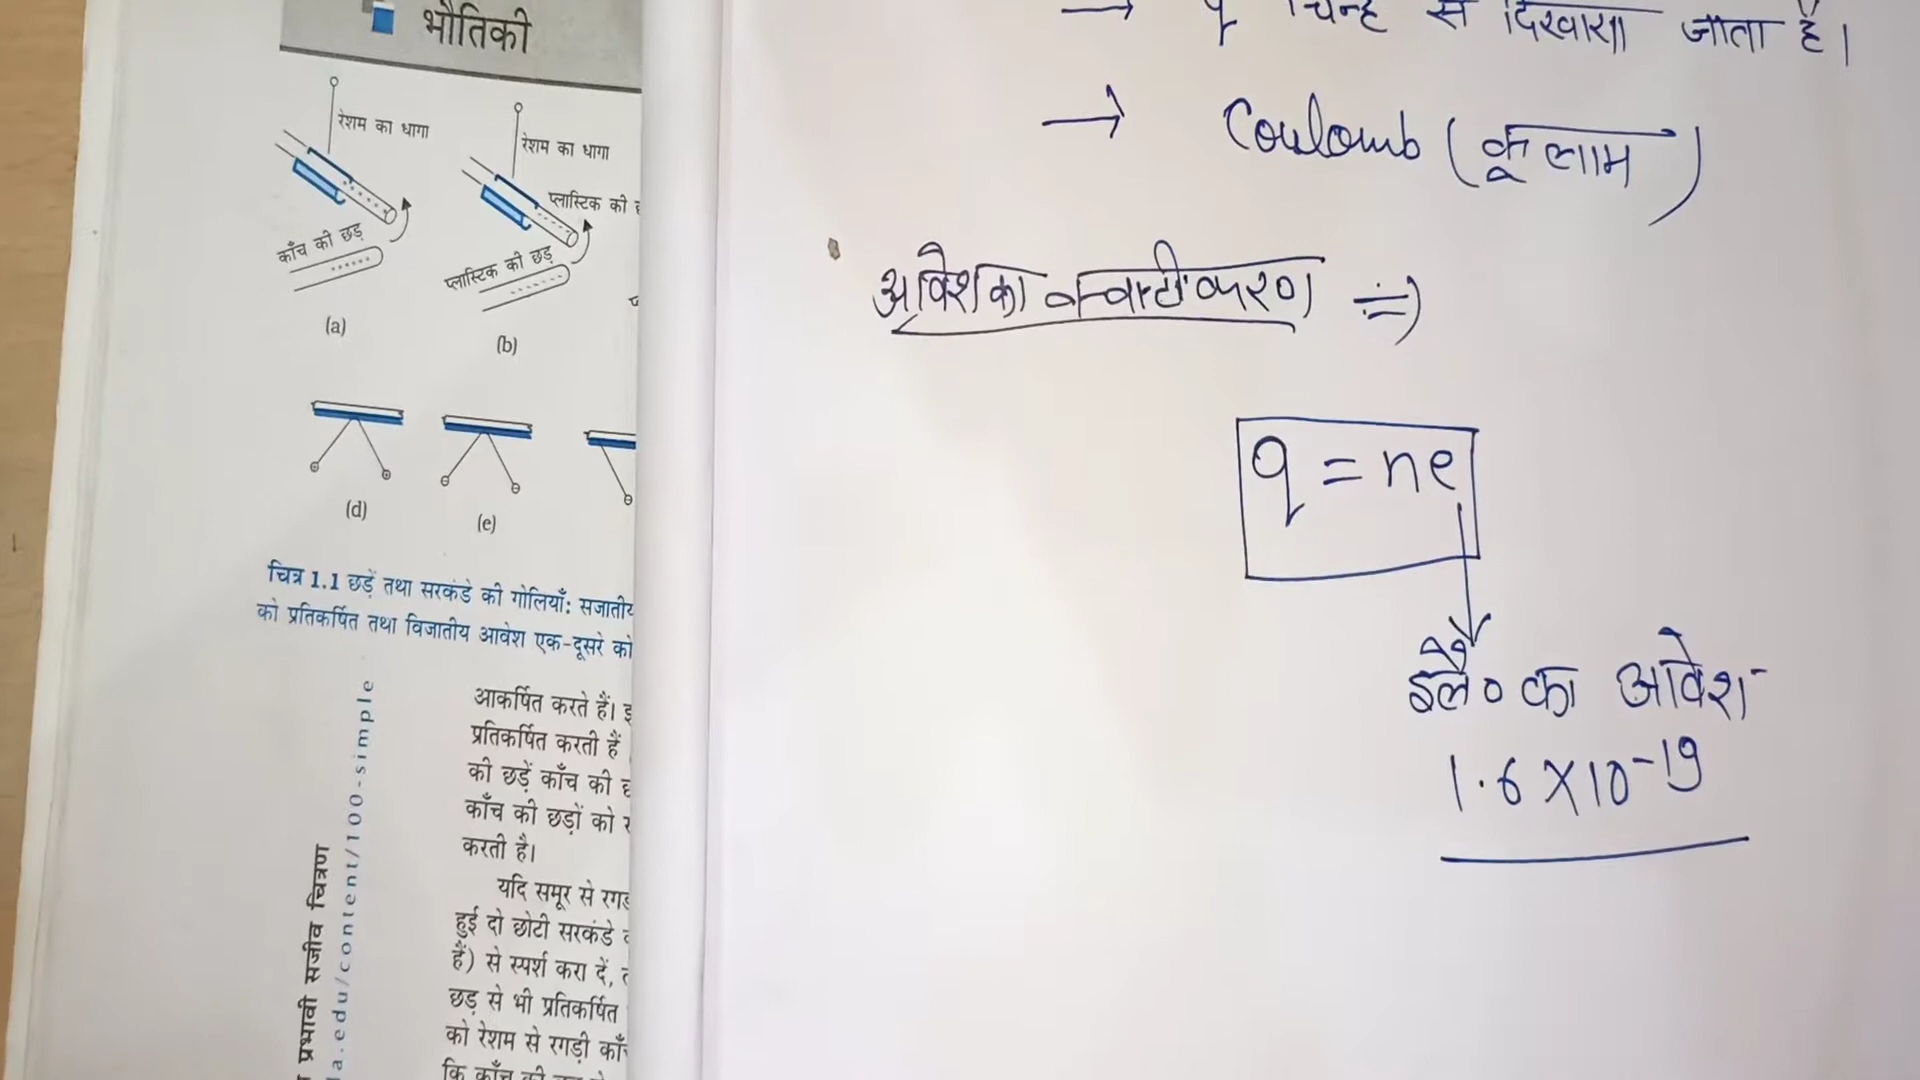 भौतिकी
रेशम का धागा
रेशम का धागा
प्लास्टिक की
काँच की छड़
प्लास्टिक की छड़
(a)
(b)
(d)
(e)
चित्र 1.1 छड़ें तथा सरकंडे की गोलियाँ: सजातीय
को प्रतिकर्षित तथा विजातीय आवेश एक-दूसरे को
आकर्षित करते हैं।
प्रतिकर्षित करती हैं
की छड़ें काँच की
काँच की छड़ों को
करती है।
यदि समूर से रगड़
हुई दो छोटी सरकंडे
हैं) से स्पर्श करा दें,
छड़ से भी प्रतिकर्षित
को रेशम से रगड़ी काँच
कि काँच की
प्रभावी सजीव चित्रण
a.edu/content/100-simple
→ q चिन्ह से दिखाया जाता है।
→ Coulomb (कूलाम)
आवेश का क्वांटीकरण ⇒
q = ne
इलै० का आवेश
1.6 X 10-19